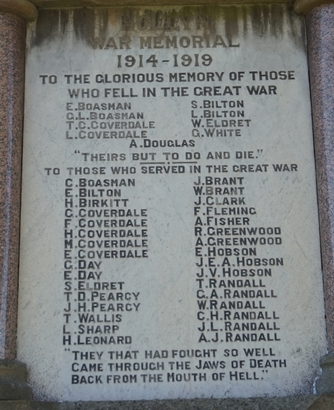 WAR MEMORIAL
1914-1919
TO THE GLORIOUS MEMORY OF THOSE
WHO FELL IN THE GREAT WAR
E. BOASMAN S. BILTON
G.L. BOASMAN L. BILTON
T.C. COVERDALE W. ELDRET
L. COVERDALE G. WHITE
A. DOUGLAS
"THEIRS BUT TO DO AND DIE."
TO THOSE WHO SERVED IN THE GREAT WAR
C. BOASMAN J. BRANT
E. BILTON W. BRANT
H. BIRKITT J. CLARK
G. COVERDALE F. FLEMING
F. COVERDALE A. FISHER
H. COVERDALE R. GREENWOOD
M. COVERDALE A. GREENWOOD
E. COVERDALE E. HOBSON
G. DAY J.E.A. HOBSON
E. DAY J.V. HOBSON
S. ELDRET T. RANDALL
T.D. PEARCY G.A. RANDALL
J.H. PEARCY W. RANDALL
T. WALLIS C.H. RANDALL
L. SHARP J.L. RANDALL
H. LEONARD A.J. RANDALL
"THEY THAT HAD FOUGHT SO WELL
CAME THROUGH THE JAWS OF DEATH
BACK FROM THE MOUTH OF HELL."